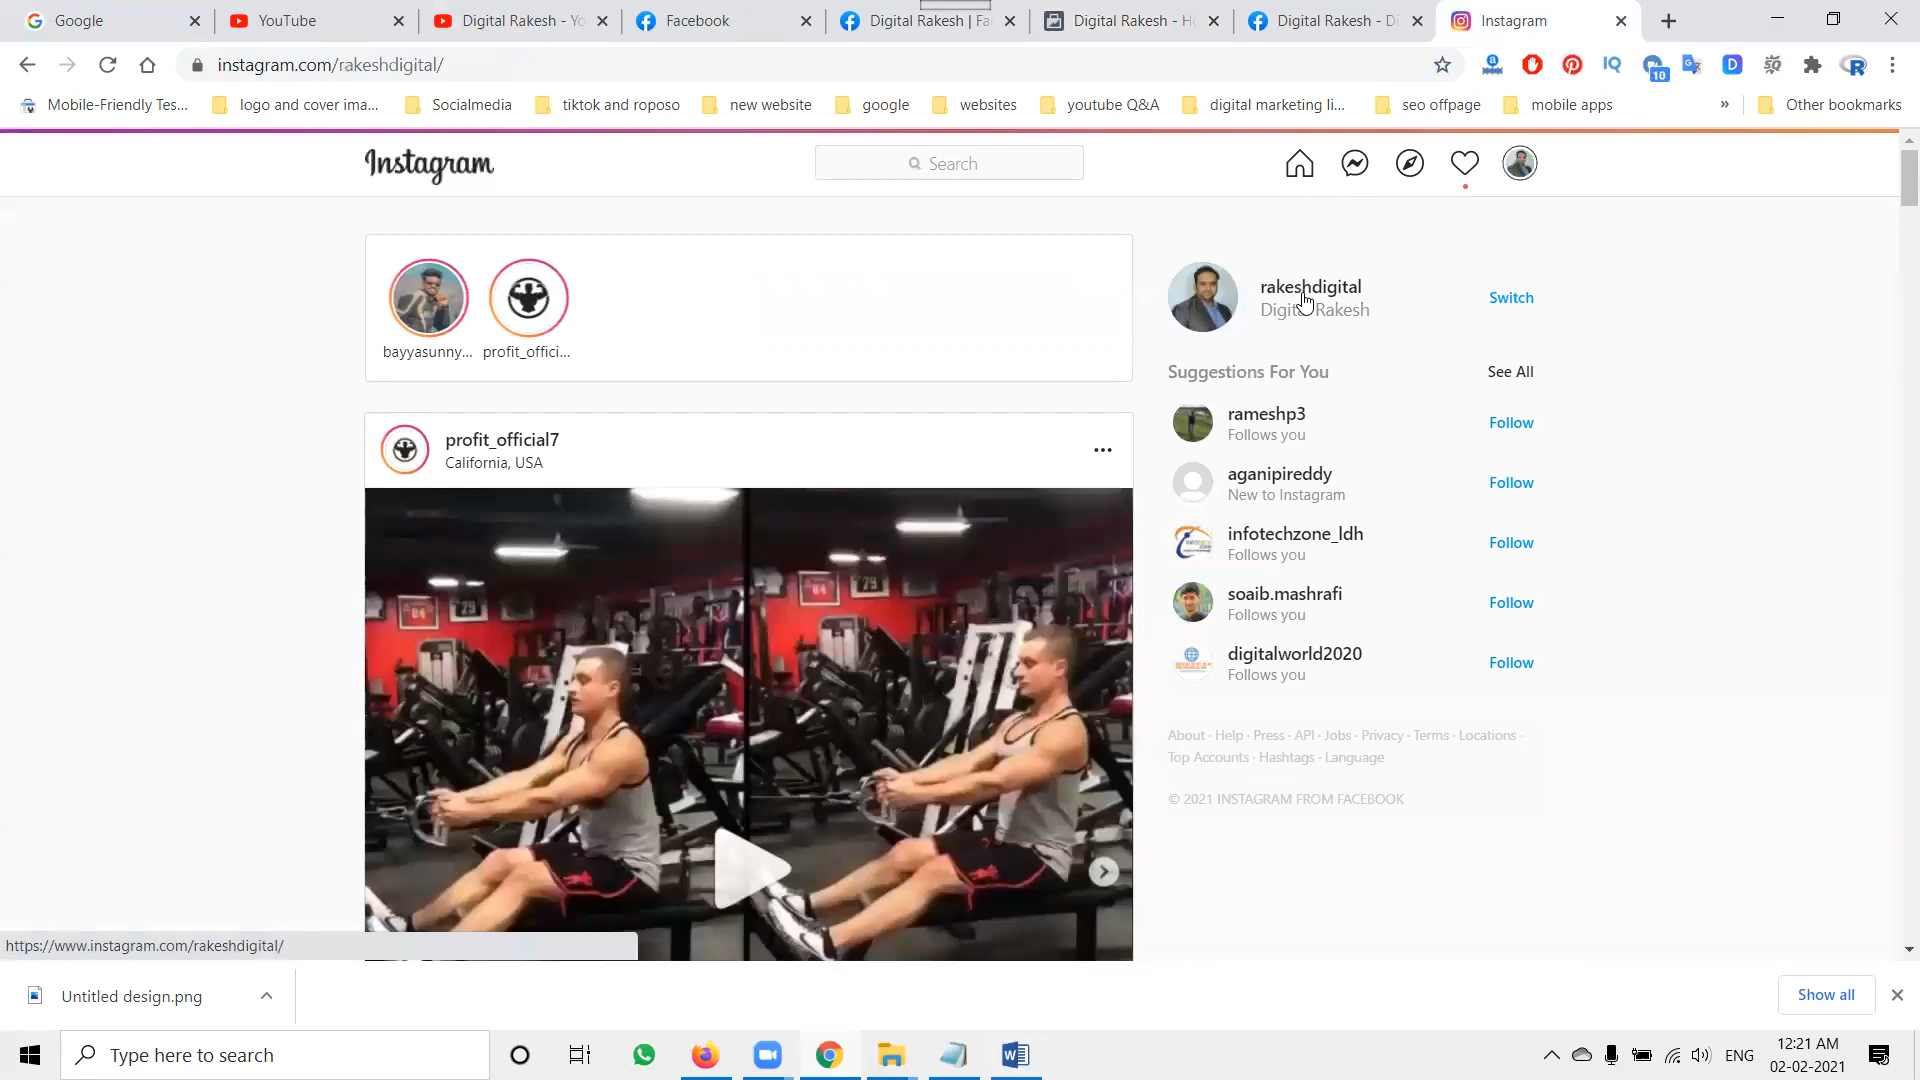 Google
YouTube
Digital Rakesh - Yo
Facebook
Digital Rakesh | Fa
Digital Rakesh - Ho
Digital Rakesh - Di
Instagram
instagram.com/rakeshdigital/
10
Mobile-Friendly Tes...
logo and cover ima...
Socialmedia
tiktok and roposo
new website
google
websites
youtube Q&A
digital marketing li...
seo offpage
mobile apps
»
Other bookmarks
Instagram
Search
bayyasunny...
profit_offici...
rakeshdigital
Digital Rakesh
Switch
Suggestions For You
See All
rameshp3
Follows you
Follow
aganipireddy
New to Instagram
Follow
infotechzone_ldh
Follows you
Follow
soaib.mashrafi
Follows you
Follow
digitalworld2020
Follows you
Follow
About · Help · Press · API · Jobs · Privacy · Terms · Locations ·
Top Accounts · Hashtags · Language
© 2021 INSTAGRAM FROM FACEBOOK
profit_official7
California, USA
https://www.instagram.com/rakeshdigital/
Untitled design.png
Show all
Type here to search
ENG
12:21 AM
02-02-2021